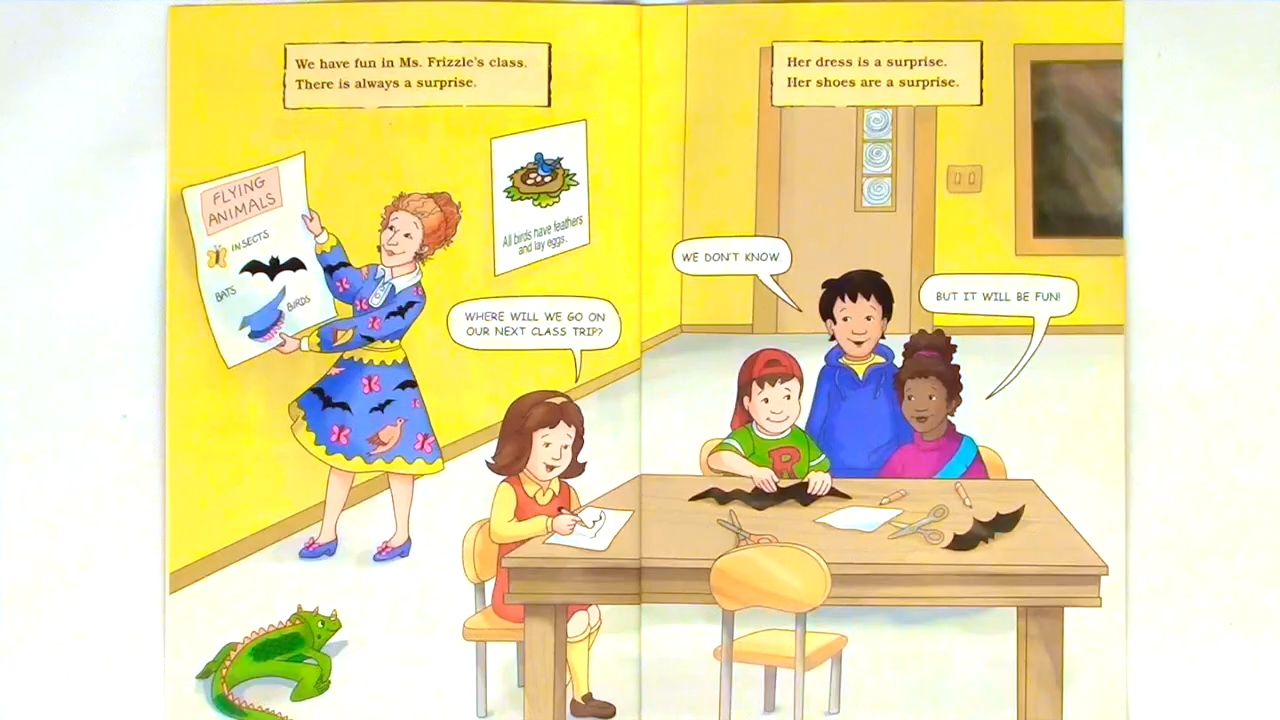 We have fun in Ms. Frizzle's class.
There is always a surprise.
FLYING
ANIMALS
INSECTS
BATS
BIRDS
All birds have feathers
and lay eggs.
WHERE WILL WE GO ON
OUR NEXT CLASS TRIP?
Her dress is a surprise.
Her shoes are a surprise.
WE DON'T KNOW.
BUT IT WILL BE FUN!
R